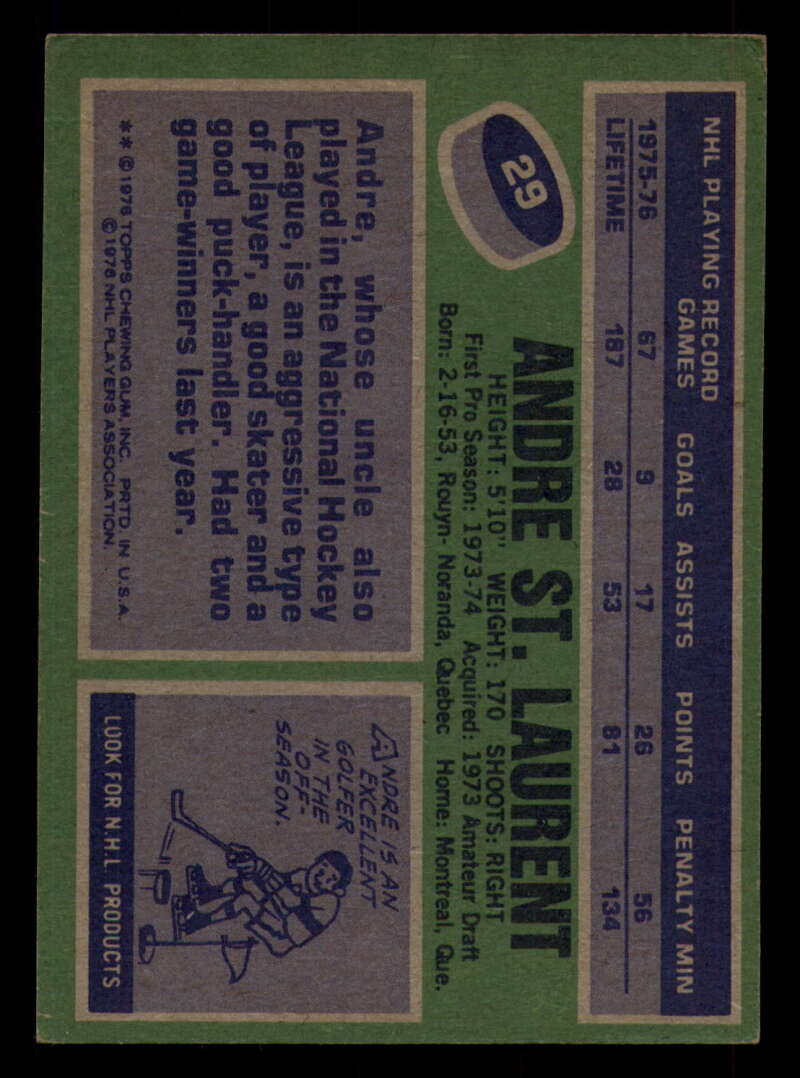 NHL PLAYING RECORD
GAMES GOALS ASSISTS POINTS PENALTY MIN
1975-76 67 9 17 26 56
LIFETIME 187 28 53 81 134
29
ANDRE ST. LAURENT
HEIGHT: 5'10" WEIGHT: 170 SHOOTS: RIGHT
First Pro Season: 1973-74 Acquired: 1973 Amateur Draft
Born: 2-16-53, Rouyn- Noranda, Quebec Home: Montreal, Que.
Andre, whose uncle also
played in the National Hockey
League, is an aggressive type
of player, a good skater and a
good puck-handler. Had two
game-winners last year.
** © 1976 TOPPS CHEWING GUM, INC. PRTD. IN U.S.A.
© 1976 NHL PLAYERS ASSOCIATION.
ANDRE IS AN
EXCELLENT
GOLFER
IN THE
OFF-
SEASON.
LOOK FOR N.H.L PRODUCTS